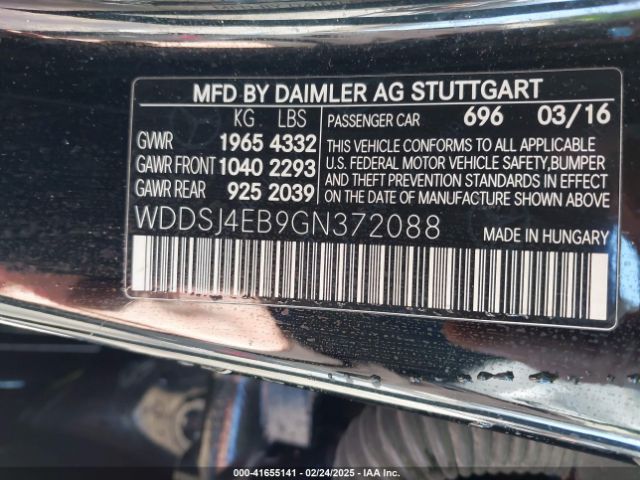 MFD BY DAIMLER AG STUTTGART
KG LBS
GVWR 1965 4332
GAWR FRONT 1040 2293
GAWR REAR 925 2039
PASSENGER CAR 696 03/16
THIS VEHICLE CONFORMS TO ALL APPLICABLE
U.S. FEDERAL MOTOR VEHICLE SAFETY,BUMPER
AND THEFT PREVENTION STANDARDS IN EFFECT
ON THE DATE OF MANUFACTURE SHOWN ABOVE.
WDDSJ4EB9GN372088
MADE IN HUNGARY
000-41655141 - 02/24/2025 - IAA Inc.